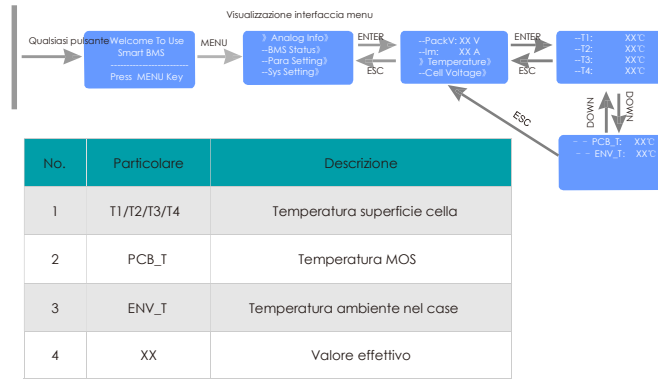 Visualizzazione interfaccia menu
Qualsiasi pulsante
Welcome To Use
Smart BMS
--------------------
Press MENU Key
MENU
》 Analog Info》
--BMS Status》
--Para Setting》
--Sys Setting》
ENTER
ESC
--PackV: XX V
--Im: XX A
》 Temperature》
--Cell Voltage》
ENTER
ESC
--T1: XX℃
--T2: XX℃
--T3: XX℃
--T4: XX℃
DOWN
DOWN
ESC
-- PCB_T: XX℃
-- ENV_T: XX℃
No. Particolare Descrizione
1 T1/T2/T3/T4 Temperatura superficie cella
2 PCB_T Temperatura MOS
3 ENV_T Temperatura ambiente nel case
4 XX Valore effettivo